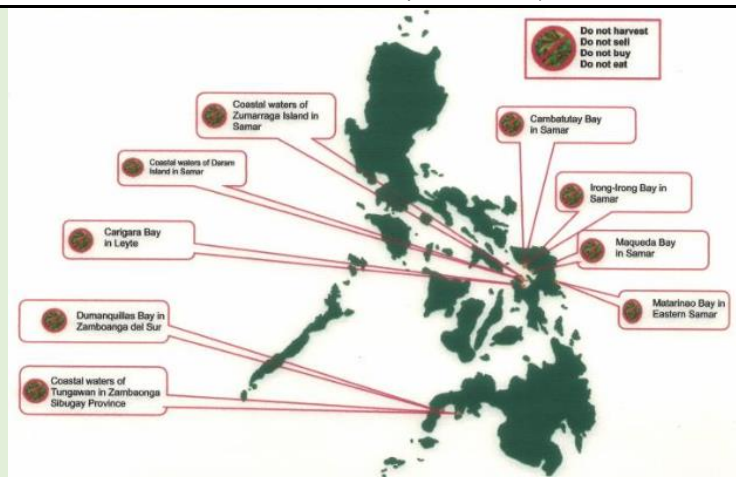 Do not harvest
Do not sell
Do not buy
Do not eat
Coastal waters of
Zumarraga Island in
Samar
Cambatutay Bay
in Samar
Coastal waters of Daram
Island in Samar
Irong-Irong Bay in
Samar
Carigara Bay
in Leyte
Maqueda Bay
in Samar
Matarinao Bay in
Eastern Samar
Dumanquillas Bay in
Zamboanga del Sur
Coastal waters of
Tungawan in Zambaonga
Sibugay Province